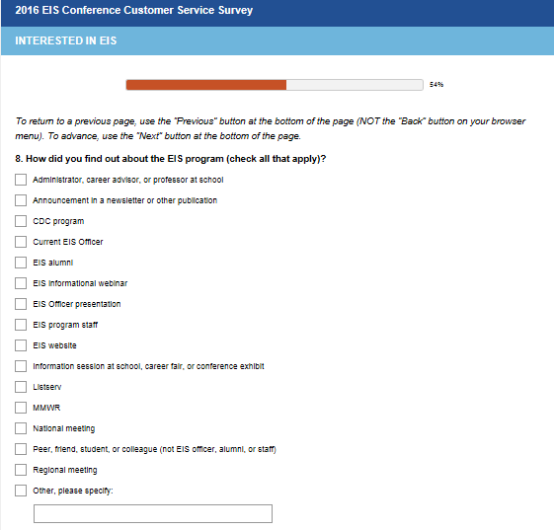 2016 EIS Conference Customer Service Survey
INTERESTED IN EIS
54%
To return to a previous page, use the "Previous" button at the bottom of the page (NOT the "Back" button on your browser
menu). To advance, use the "Next" button at the bottom of the page.
8. How did you find out about the EIS program (check all that apply)?
Administrator, career advisor, or professor at school
Announcement in a newsletter or other publication
CDC program
Current EIS Officer
EIS alumni
EIS informational webinar
EIS Officer presentation
EIS program staff
EIS website
Information session at school, career fair, or conference exhibit
Listserv
MMWR
National meeting
Peer, friend, student, or colleague (not EIS officer, alumni, or staff)
Regional meeting
Other, please specify: